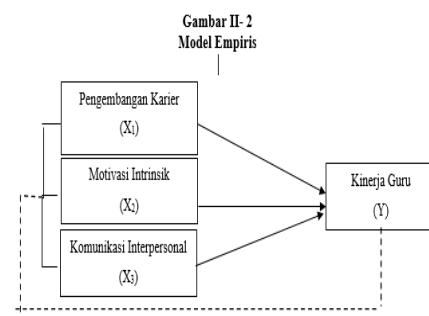 Gambar II- 2
Model Empiris
Pengembangan Karier
(X₁)
Motivasi Intrinsik
(X₂)
Komunikasi Interpersonal
(X₃)
Kinerja Guru
(Y)